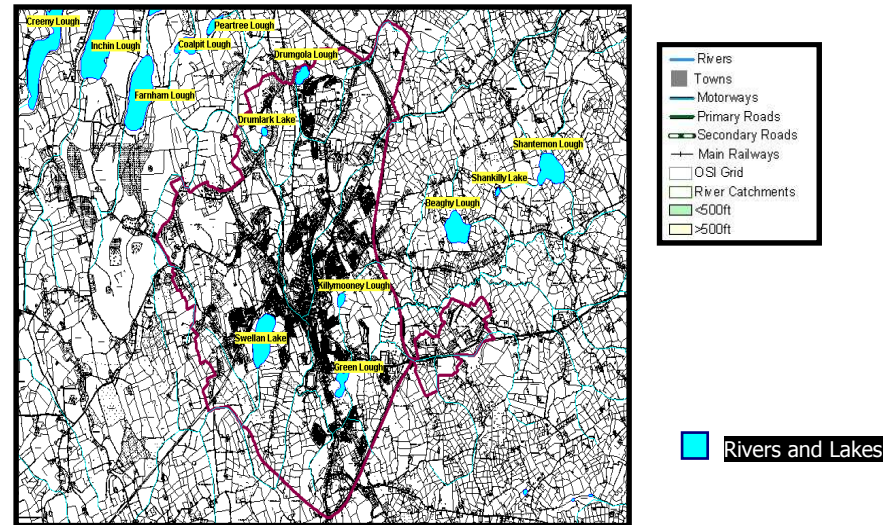 Creeny Lough
Peartree Lough
Inchin Lough
Coalpit Lough
Drumgola Lough
Farnham Lough
Drumlark Lake
Shantemon Lough
Shankilly Lake
Beaghy Lough
Killymooney Lough
Swellan Lake
Green Lough
Rivers
Towns
Motorways
Primary Roads
Secondary Roads
Main Railways
OSI Grid
River Catchments
<500ft
>500ft
Rivers and Lakes